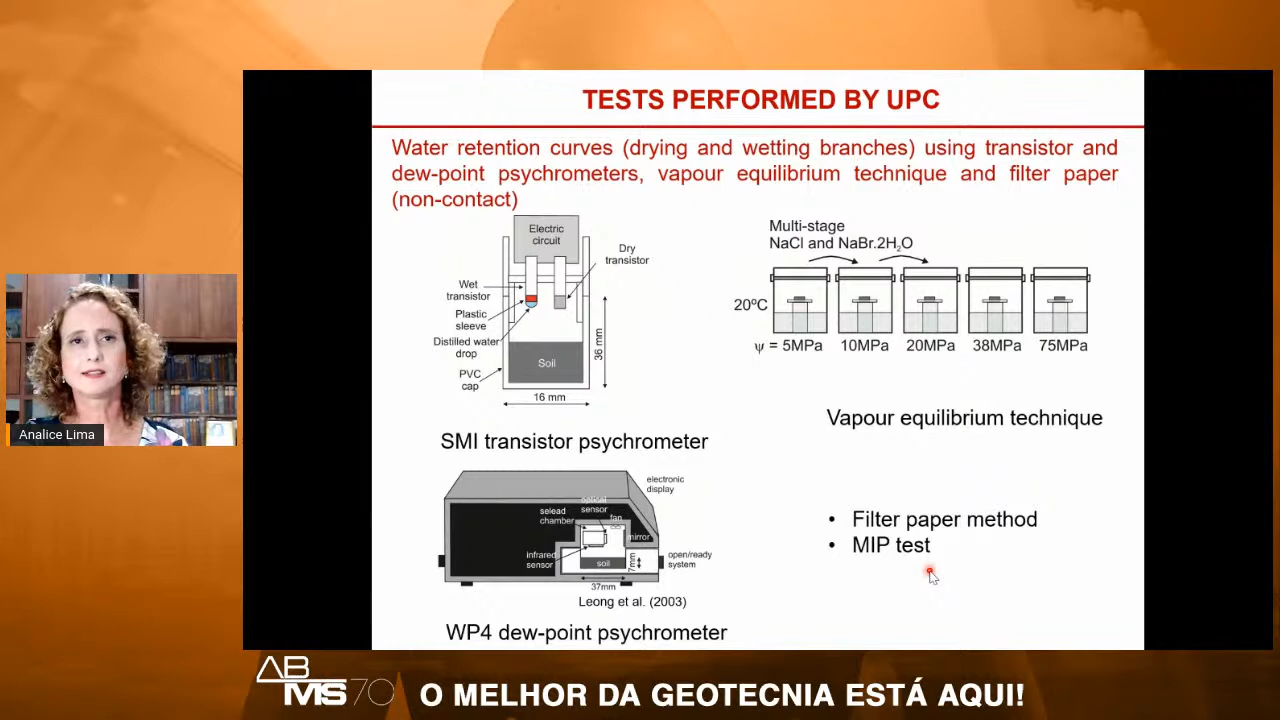 TESTS PERFORMED BY UPC
Water retention curves (drying and wetting branches) using transistor and
dew-point psychrometers, vapour equilibrium technique and filter paper
(non-contact)
Electric
circuit
Dry
transistor
Wet
transistor
Plastic
sleeve
Distilled water
drop
PVC
cap
Soil
36 mm
16 mm
SMI transistor psychrometer
Multi-stage
NaCl and NaBr.2H₂O
20ºC
ψ = 5MPa 10MPa 20MPa 38MPa 75MPa
Vapour equilibrium technique
electronic
display
optical
sensor
selead
chamber
fan
mirror
infrared
sensor
soil
7mm
open/ready
system
37mm
Leong et al. (2003)
WP4 dew-point psychrometer
• Filter paper method
• MIP test
Analice Lima
ABMS70
O MELHOR DA GEOTECNIA ESTÁ AQUI!